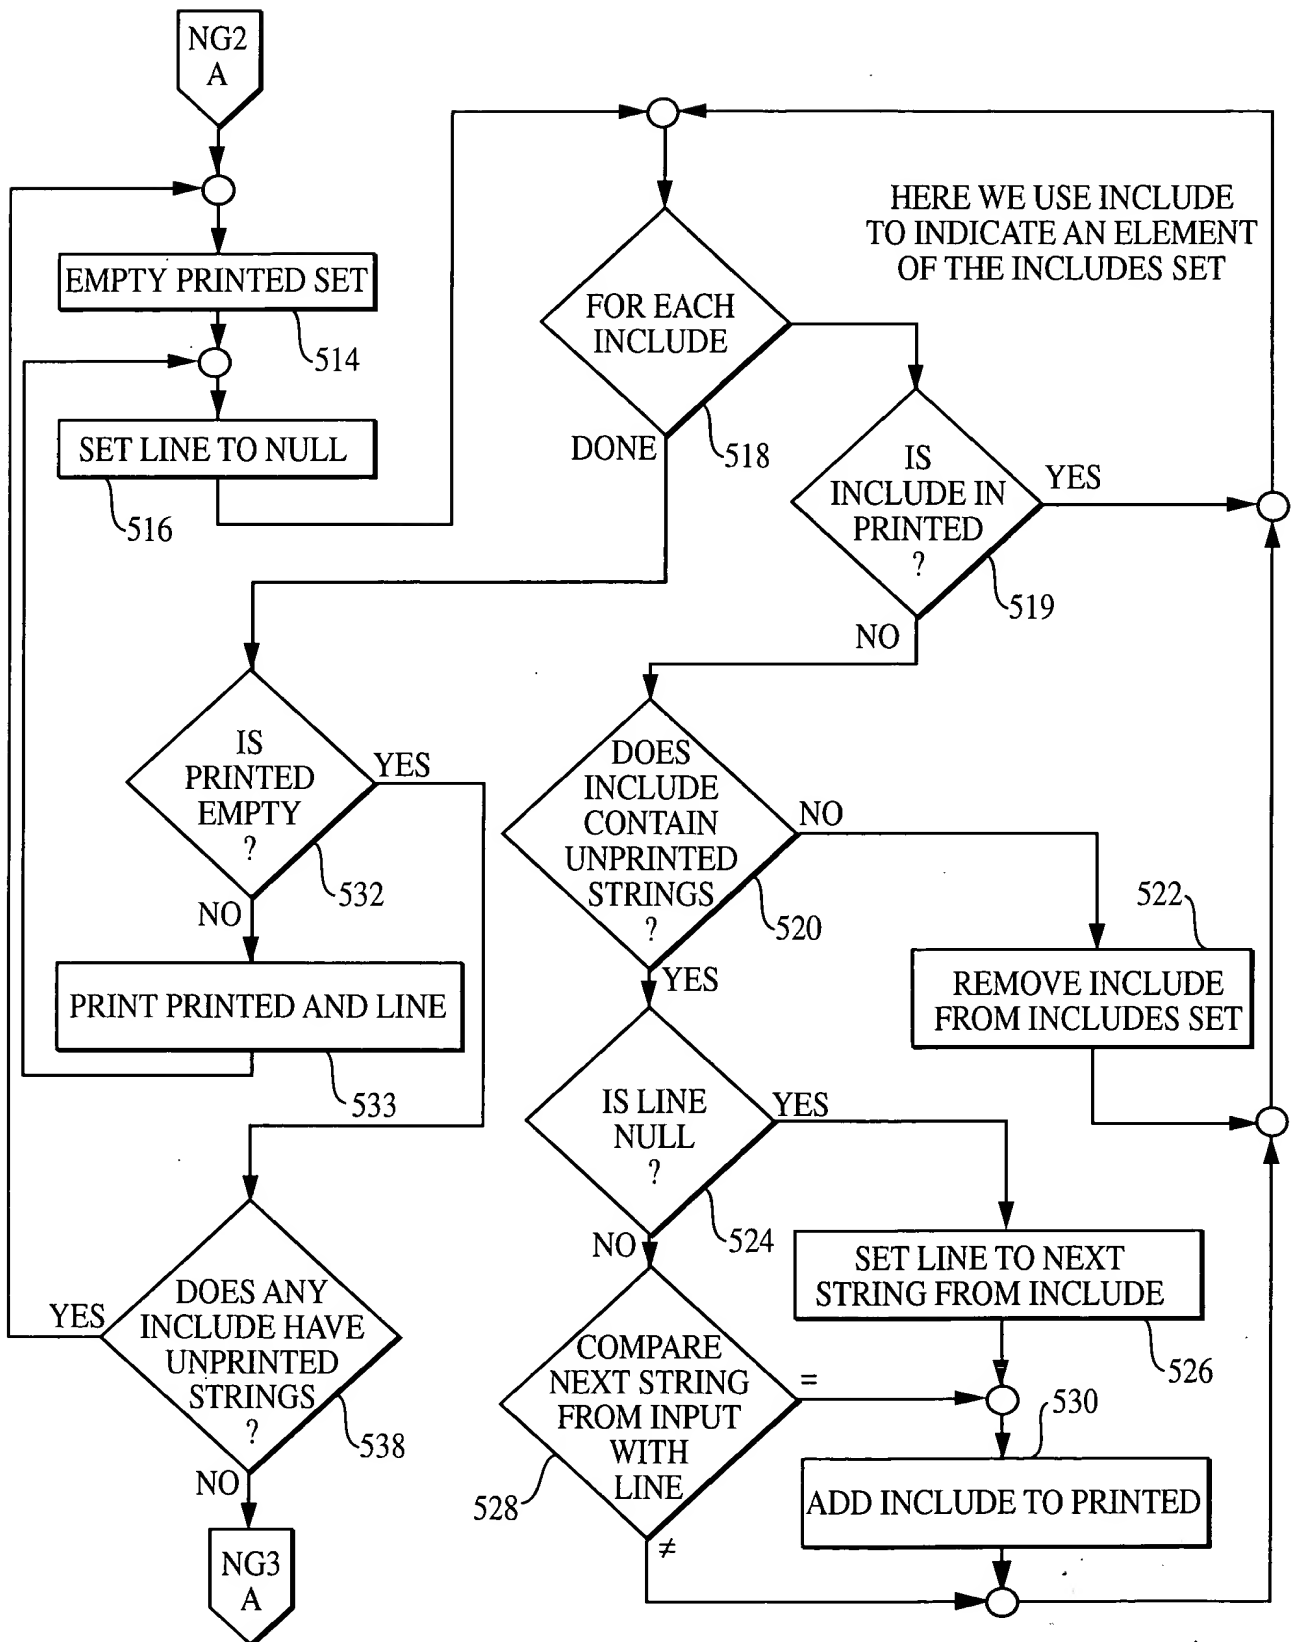 NG2
A
HERE WE USE INCLUDE
TO INDICATE AN ELEMENT
OF THE INCLUDES SET
EMPTY PRINTED SET
514
SET LINE TO NULL
516
FOR EACH
INCLUDE
518
DONE
IS
INCLUDE IN
PRINTED
?
519
YES
NO
IS
PRINTED
EMPTY
?
532
YES
NO
DOES
INCLUDE
CONTAIN
UNPRINTED
STRINGS
?
520
NO
YES
522
REMOVE INCLUDE
FROM INCLUDES SET
PRINT PRINTED AND LINE
533
IS LINE
NULL
?
524
YES
NO
SET LINE TO NEXT
STRING FROM INCLUDE
526
DOES ANY
INCLUDE HAVE
UNPRINTED
STRINGS
?
538
YES
NO
COMPARE
NEXT STRING
FROM INPUT
WITH
LINE
528
=
≠
530
ADD INCLUDE TO PRINTED
NG3
A